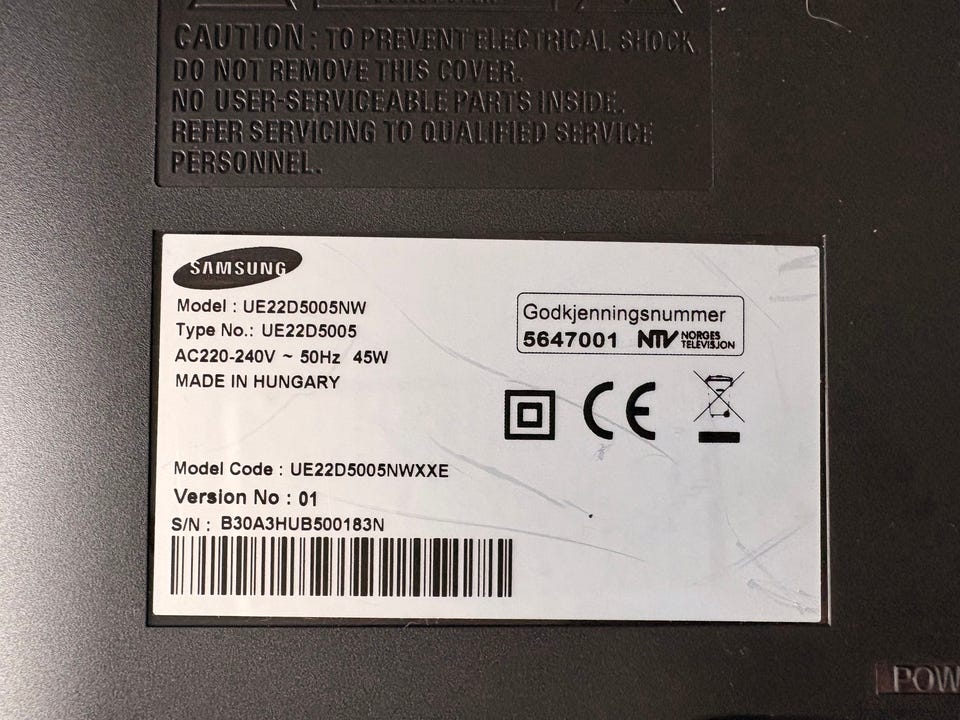 CAUTION : TO PREVENT ELECTRICAL SHOCK,
DO NOT REMOVE THIS COVER.
NO USER-SERVICEABLE PARTS INSIDE.
REFER SERVICING TO QUALIFIED SERVICE
PERSONNEL.
SAMSUNG
Model : UE22D5005NW
Type No.: UE22D5005
AC220-240V ~ 50Hz 45W
MADE IN HUNGARY
Godkjenningsnummer
5647001 NTV NORGES
TELEVISJON
CE
Model Code : UE22D5005NWXXE
Version No : 01
S/N : B30A3HUB500183N
POW